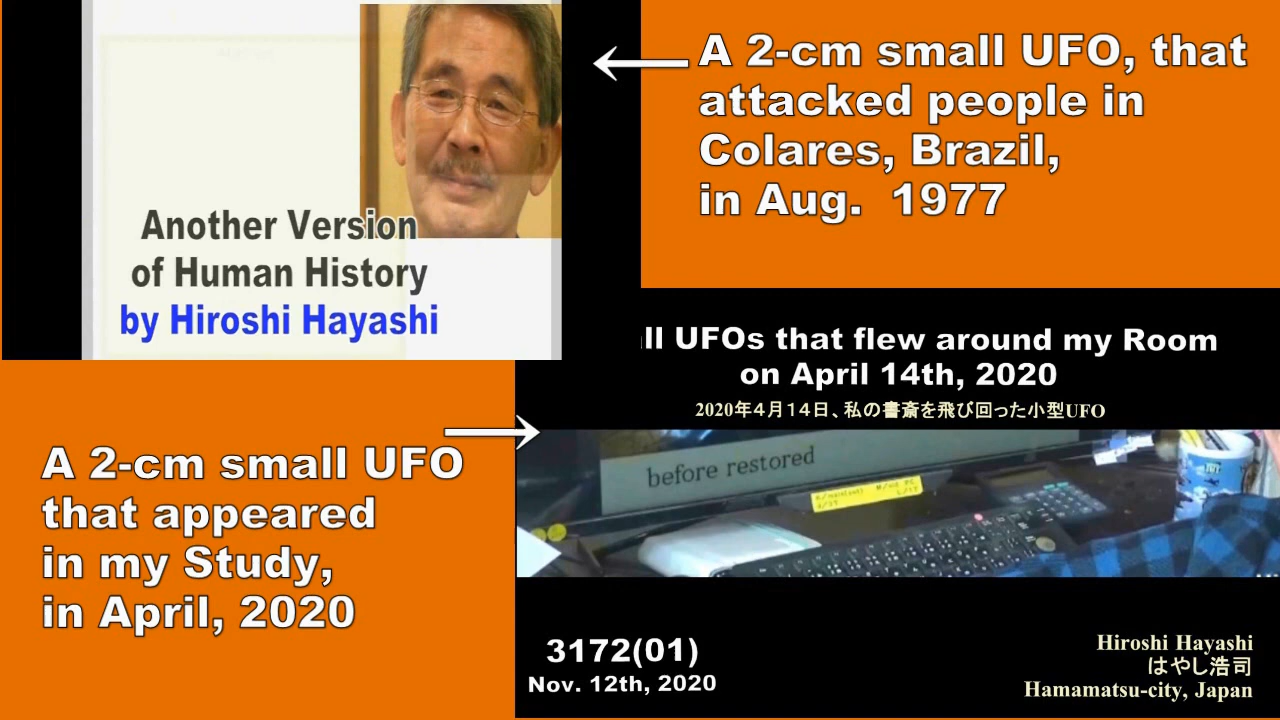 Another Version
of Human History
by Hiroshi Hayashi
A 2-cm small UFO, that
attacked people in
Colares, Brazil,
in Aug. 1977
A 2-cm small UFO
that appeared
in my Study,
in April, 2020
ll UFOs that flew around my Room
on April 14th, 2020
2020年4月14日、私の書斎を飛び回った小型UFO
before restored
3172(01)
Nov. 12th, 2020
Hiroshi Hayashi
はやし浩司
Hamamatsu-city, Japan